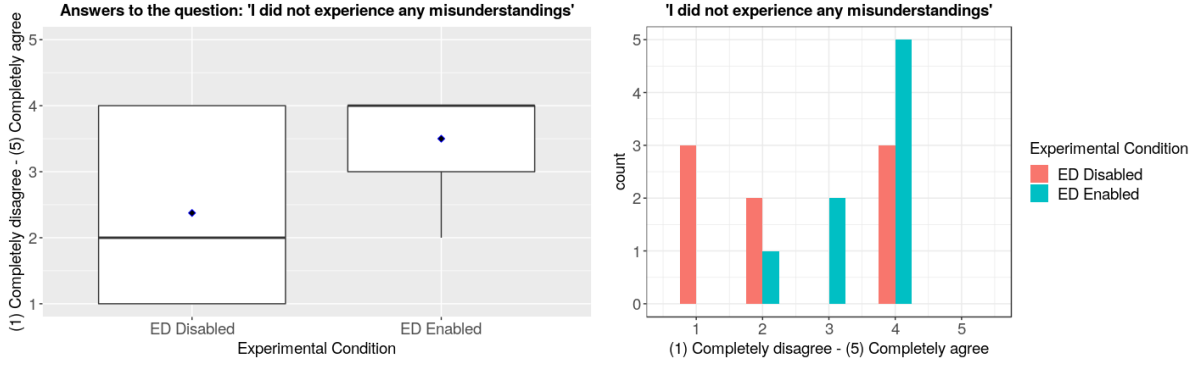 Answers to the question: 'I did not experience any misunderstandings'
(1) Completely disagree - (5) Completely agree
5
4
3
2
1
ED Disabled
ED Enabled
Experimental Condition
'I did not experience any misunderstandings'
count
5
4
3
2
1
0
1
2
3
4
5
(1) Completely disagree - (5) Completely agree
Experimental Condition
ED Disabled
ED Enabled